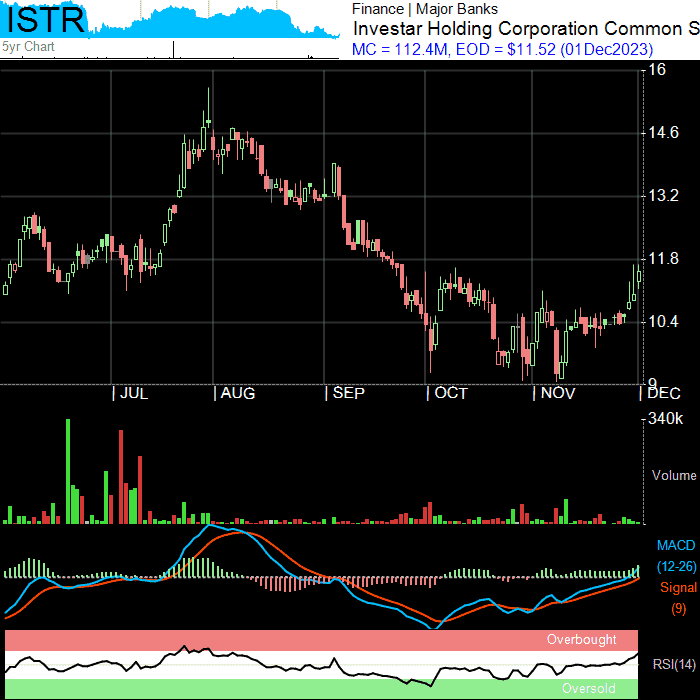 ISTR
5yr Chart
Finance | Major Banks
Investar Holding Corporation Common S
MC = 112.4M, EOD = $11.52 (01Dec2023)
16
14.6
13.2
11.8
10.4
9
JUL AUG SEP OCT NOV DEC
340k
Volume
MACD
(12-26)
Signal
(9)
Overbought
RSI(14)
Oversold